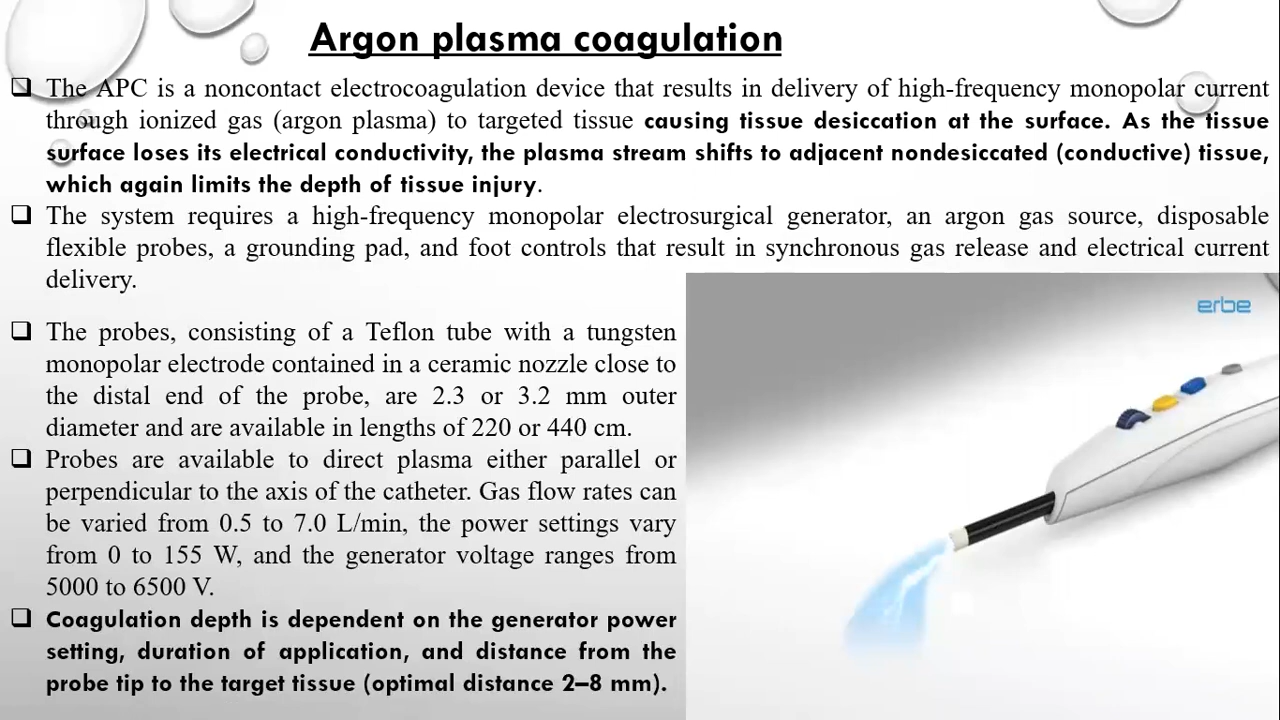 Argon plasma coagulation
❑ The APC is a noncontact electrocoagulation device that results in delivery of high-frequency monopolar current
through ionized gas (argon plasma) to targeted tissue causing tissue desiccation at the surface. As the tissue
surface loses its electrical conductivity, the plasma stream shifts to adjacent nondesiccated (conductive) tissue,
which again limits the depth of tissue injury.
❑ The system requires a high-frequency monopolar electrosurgical generator, an argon gas source, disposable
flexible probes, a grounding pad, and foot controls that result in synchronous gas release and electrical current
delivery.
❑ The probes, consisting of a Teflon tube with a tungsten
monopolar electrode contained in a ceramic nozzle close to
the distal end of the probe, are 2.3 or 3.2 mm outer
diameter and are available in lengths of 220 or 440 cm.
❑ Probes are available to direct plasma either parallel or
perpendicular to the axis of the catheter. Gas flow rates can
be varied from 0.5 to 7.0 L/min, the power settings vary
from 0 to 155 W, and the generator voltage ranges from
5000 to 6500 V.
❑ Coagulation depth is dependent on the generator power
setting, duration of application, and distance from the
probe tip to the target tissue (optimal distance 2–8 mm).
erbe